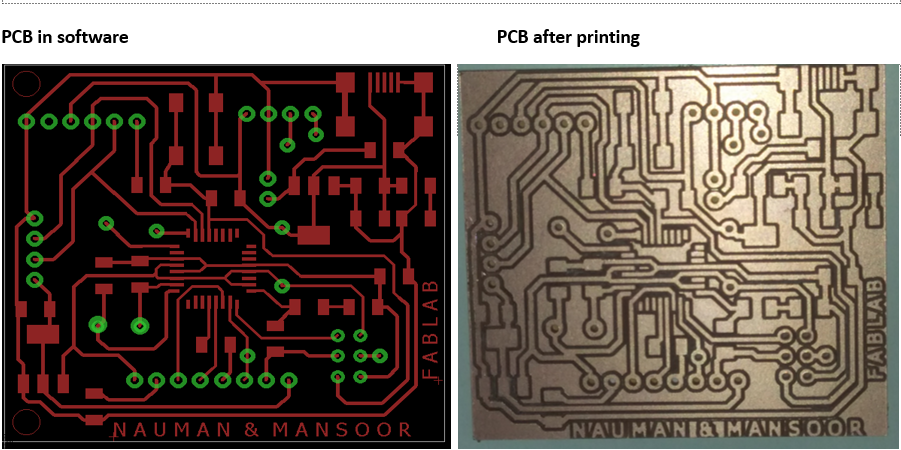 PCB in software
PCB after printing
FABLAB
NAUMAN & MANSOOR
FABLAB
NAUMAN & MANSOOR